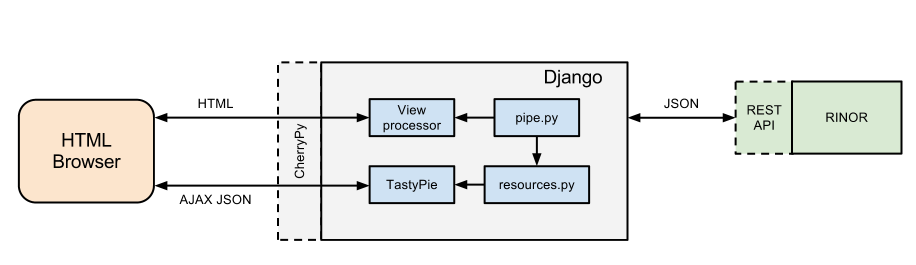 Django
HTML
View
processor
pipe.py
JSON
REST
API
RINOR
HTML
Browser
CherryPy
TastyPie
resources.py
AJAX JSON